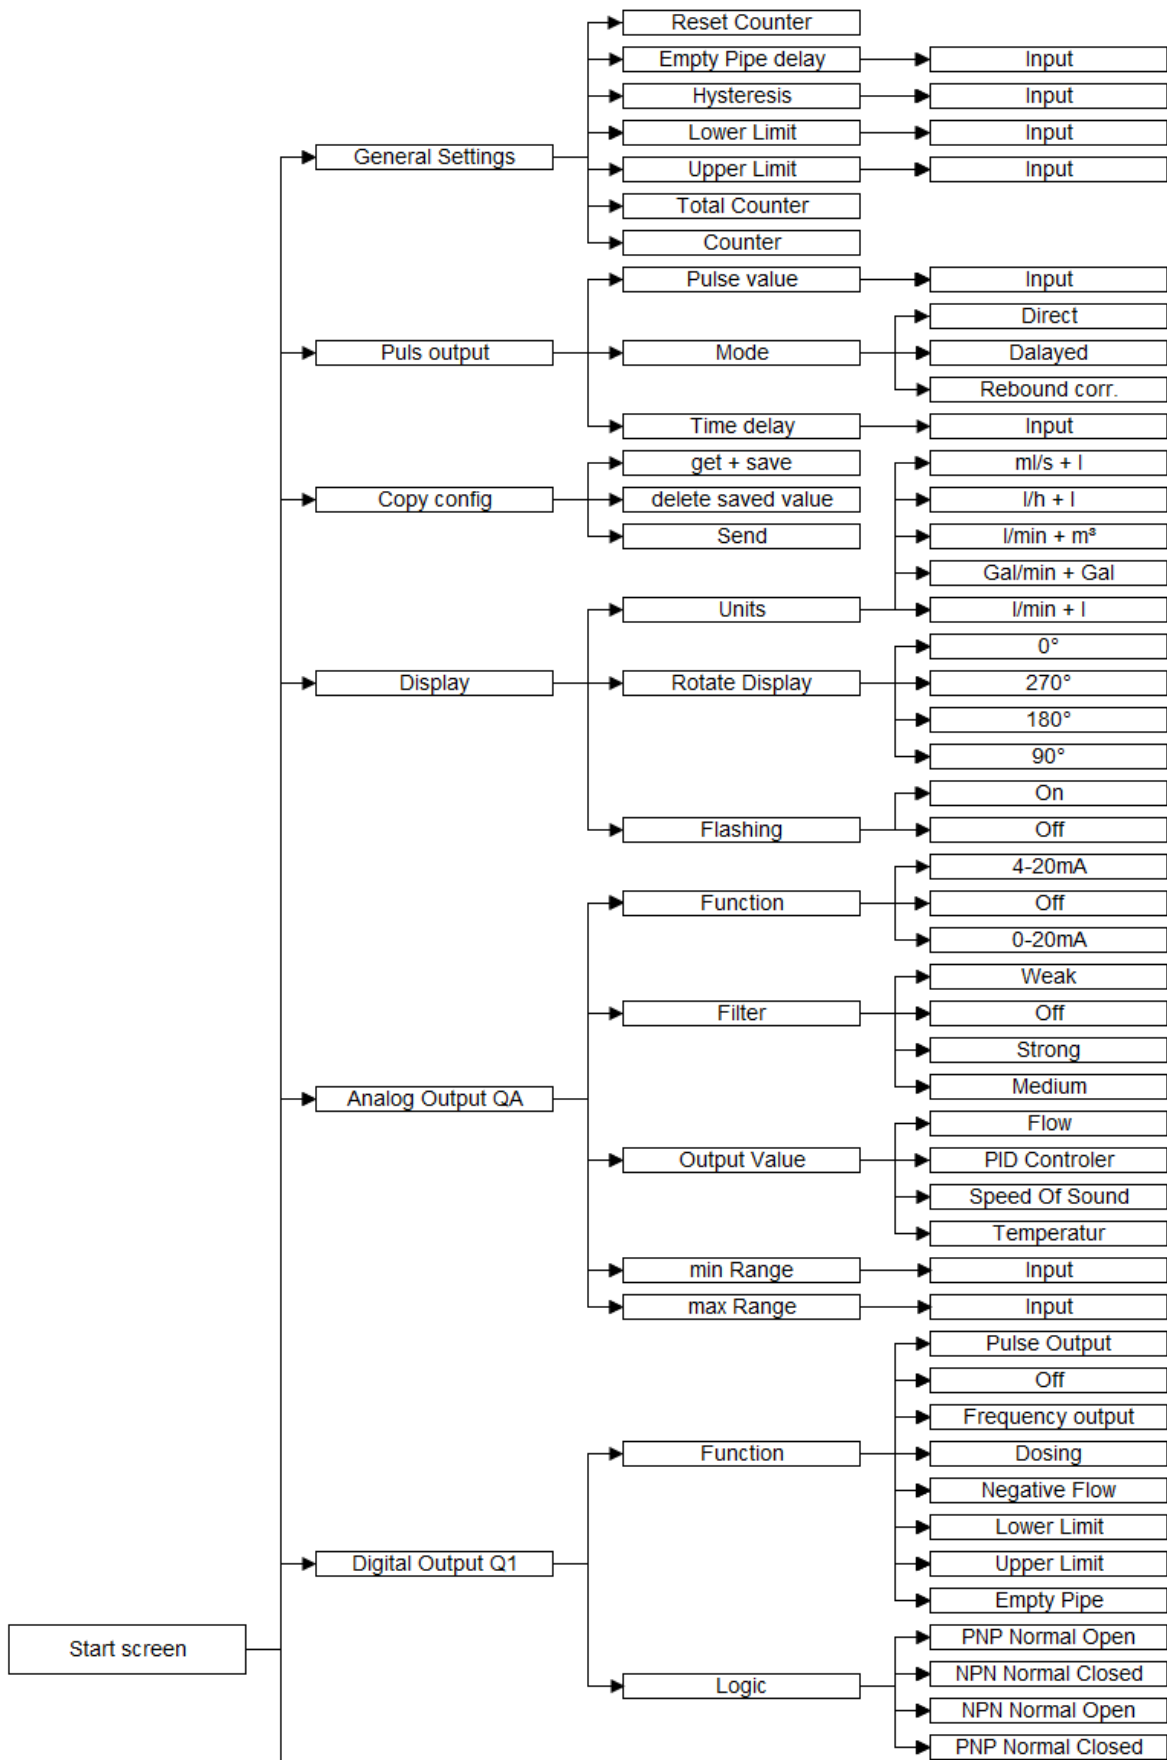 Reset Counter
Empty Pipe delay Input
Hysteresis Input
Lower Limit Input
General Settings
Upper Limit Input
Total Counter
Counter
Pulse value Input
Direct
Puls output Mode Dalayed
Rebound corr.
Time delay Input
get + save ml/s + l
Copy config delete saved value l/h + l
Send l/min + m³
Gal/min + Gal
Units l/min + l
0°
Display Rotate Display 270°
180°
90°
On
Flashing Off
4-20mA
Function Off
0-20mA
Weak
Filter Off
Strong
Analog Output QA Medium
Flow
Output Value PID Controler
Speed Of Sound
Temperatur
min Range Input
max Range Input
Pulse Output
Off
Frequency output
Function Dosing
Negative Flow
Lower Limit
Digital Output Q1 Upper Limit
Empty Pipe
Start screen PNP Normal Open
NPN Normal Closed
Logic
NPN Normal Open
PNP Normal Closed